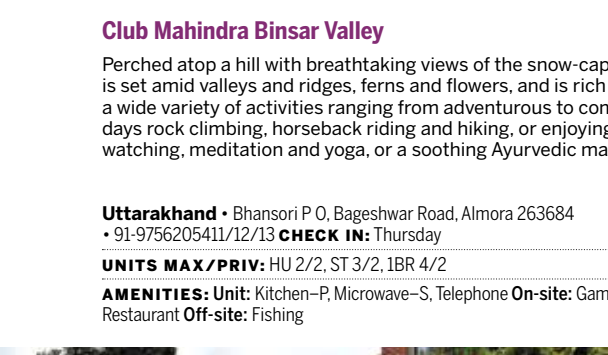 Club Mahindra Binsar Valley
Perched atop a hill with breathtaking views of the snow-cap
is set amid valleys and ridges, ferns and flowers, and is rich
a wide variety of activities ranging from adventurous to con
days rock climbing, horseback riding and hiking, or enjoying
watching, meditation and yoga, or a soothing Ayurvedic ma
Uttarakhand • Bhansori P O, Bageshwar Road, Almora 263684
• 91-9756205411/12/13 CHECK IN: Thursday
UNITS MAX/PRIV: HU 2/2, ST 3/2, 1BR 4/2
AMENITIES: Unit: Kitchen–P, Microwave–S, Telephone On-site: Gam
Restaurant Off-site: Fishing